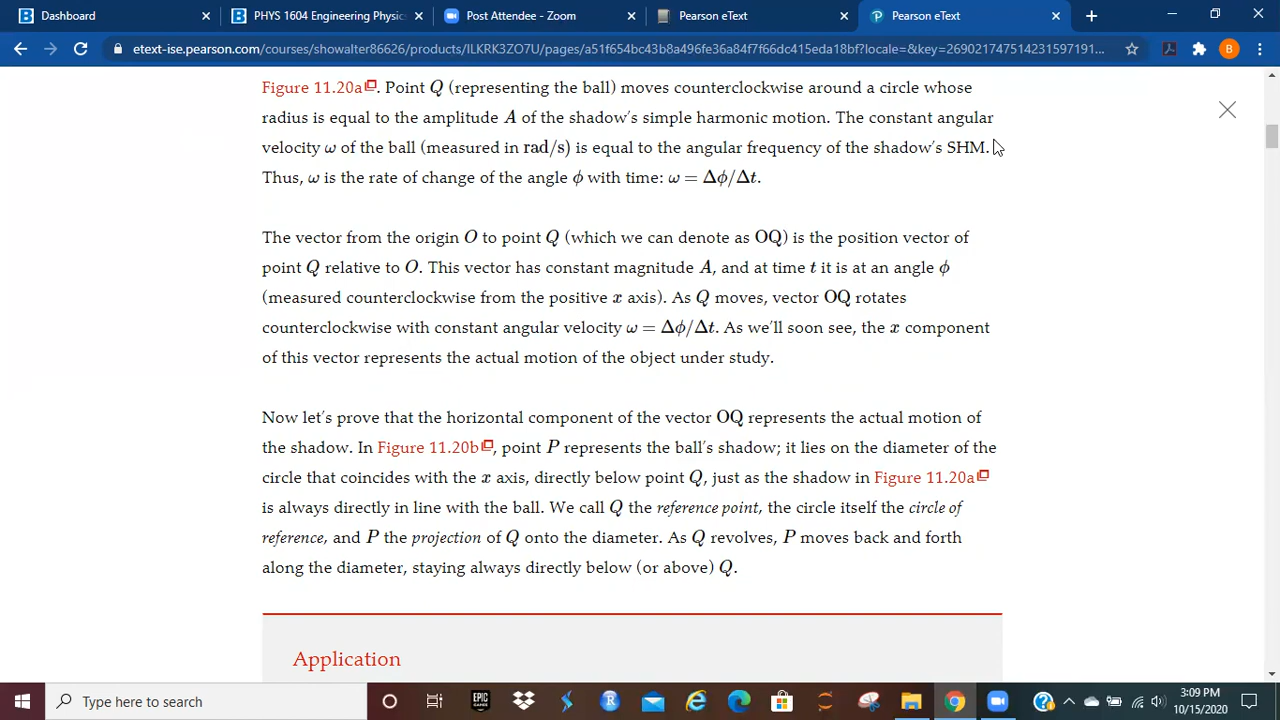 Dashboard
PHYS 1604 Engineering Physic
Post Attendee - Zoom
Pearson eText
Pearson eText
etext-ise.pearson.com/courses/showalter86626/products/ILKRK3ZO7U/pages/a51f654bc43b8a496fe36a84f7f66dc415eda18bf?locale=&key=269021747514231597191...
B
Figure 11.20a. Point Q (representing the ball) moves counterclockwise around a circle whose
radius is equal to the amplitude A of the shadow's simple harmonic motion. The constant angular
velocity ω of the ball (measured in rad/s) is equal to the angular frequency of the shadow's SHM.
Thus, ω is the rate of change of the angle ϕ with time: ω = Δϕ/Δt.
The vector from the origin O to point Q (which we can denote as OQ) is the position vector of
point Q relative to O. This vector has constant magnitude A, and at time t it is at an angle ϕ
(measured counterclockwise from the positive x axis). As Q moves, vector OQ rotates
counterclockwise with constant angular velocity ω = Δϕ/Δt. As we'll soon see, the x component
of this vector represents the actual motion of the object under study.
Now let's prove that the horizontal component of the vector OQ represents the actual motion of
the shadow. In Figure 11.20b, point P represents the ball's shadow; it lies on the diameter of the
circle that coincides with the x axis, directly below point Q, just as the shadow in Figure 11.20a
is always directly in line with the ball. We call Q the reference point, the circle itself the circle of
reference, and P the projection of Q onto the diameter. As Q revolves, P moves back and forth
along the diameter, staying always directly below (or above) Q.
Application
Type here to search
EPIC GAMES
3:09 PM
10/15/2020